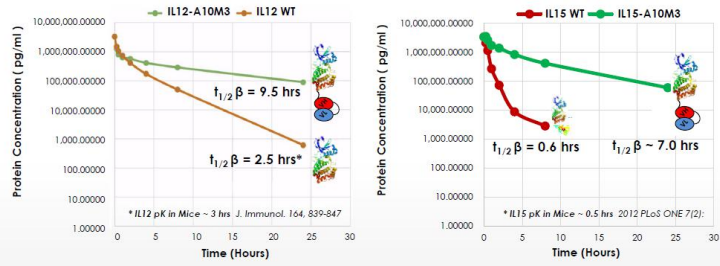 IL12-A10M3 IL12 WT
Protein Concentration ( pg/ml )
10,000,000.00000
1,000,000.00000
100,000.00000
10,000.00000
1,000.00000
100.00000
10.00000
1.00000
t1/2 β = 9.5 hrs
t1/2 β = 2.5 hrs*
* IL12 pK in Mice ~ 3 hrs J. Immunol. 164, 839-847
0 5 10 15 20 25 30
Time (Hours)
IL15 WT IL15-A10M3
Protein Concentration ( pg/ml )
10,000,000.00000
1,000,000.00000
100,000.00000
10,000.00000
1,000.00000
100.00000
10.00000
1.00000
t1/2 β = 0.6 hrs t1/2 β ~ 7.0 hrs
* IL15 pK in Mice ~ 0.5 hrs 2012 PLoS ONE 7(2):
0 5 10 15 20 25 30
Time (Hours)